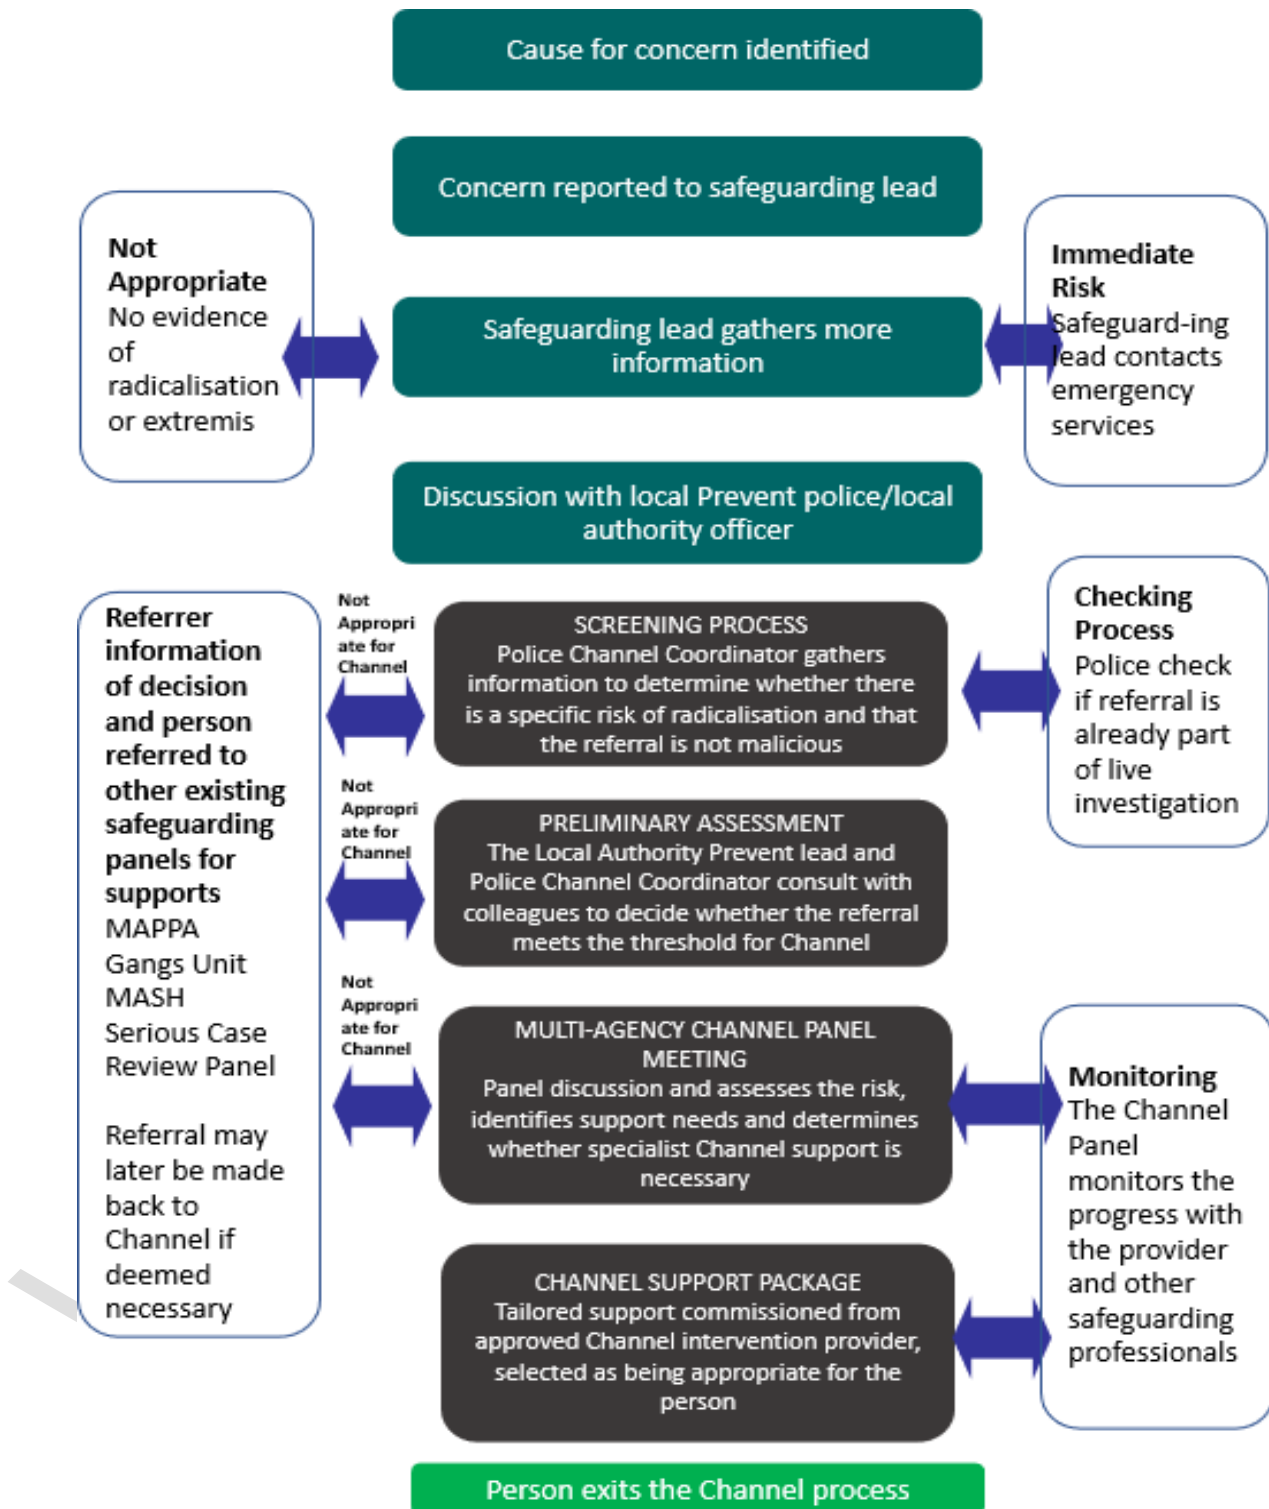 Cause for concern identified
Concern reported to safeguarding lead
Not
Appropriate
No evidence
of
radicalisation
or extremis
Safeguarding lead gathers more
information
Immediate
Risk
Safeguard-ing
lead contacts
emergency
services
Discussion with local Prevent police/local
authority officer
Referrer
information
of decision
and person
referred to
other existing
safeguarding
panels for
supports
MAPPA
Gangs Unit
MASH
Serious Case
Review Panel
Referral may
later be made
back to
Channel if
deemed
necessary
Not
Appropri
ate for
Channel
SCREENING PROCESS
Police Channel Coordinator gathers
information to determine whether there
is a specific risk of radicalisation and that
the referral is not malicious
Checking
Process
Police check
if referral is
already part
of live
investigation
Not
Appropri
ate for
Channel
PRELIMINARY ASSESSMENT
The Local Authority Prevent lead and
Police Channel Coordinator consult with
colleagues to decide whether the referral
meets the threshold for Channel
Not
Appropri
ate for
Channel
MULTI-AGENCY CHANNEL PANEL
MEETING
Panel discussion and assesses the risk,
identifies support needs and determines
whether specialist Channel support is
necessary
Monitoring
The Channel
Panel
monitors the
progress with
the provider
and other
safeguarding
professionals
CHANNEL SUPPORT PACKAGE
Tailored support commissioned from
approved Channel intervention provider,
selected as being appropriate for the
person
Person exits the Channel process